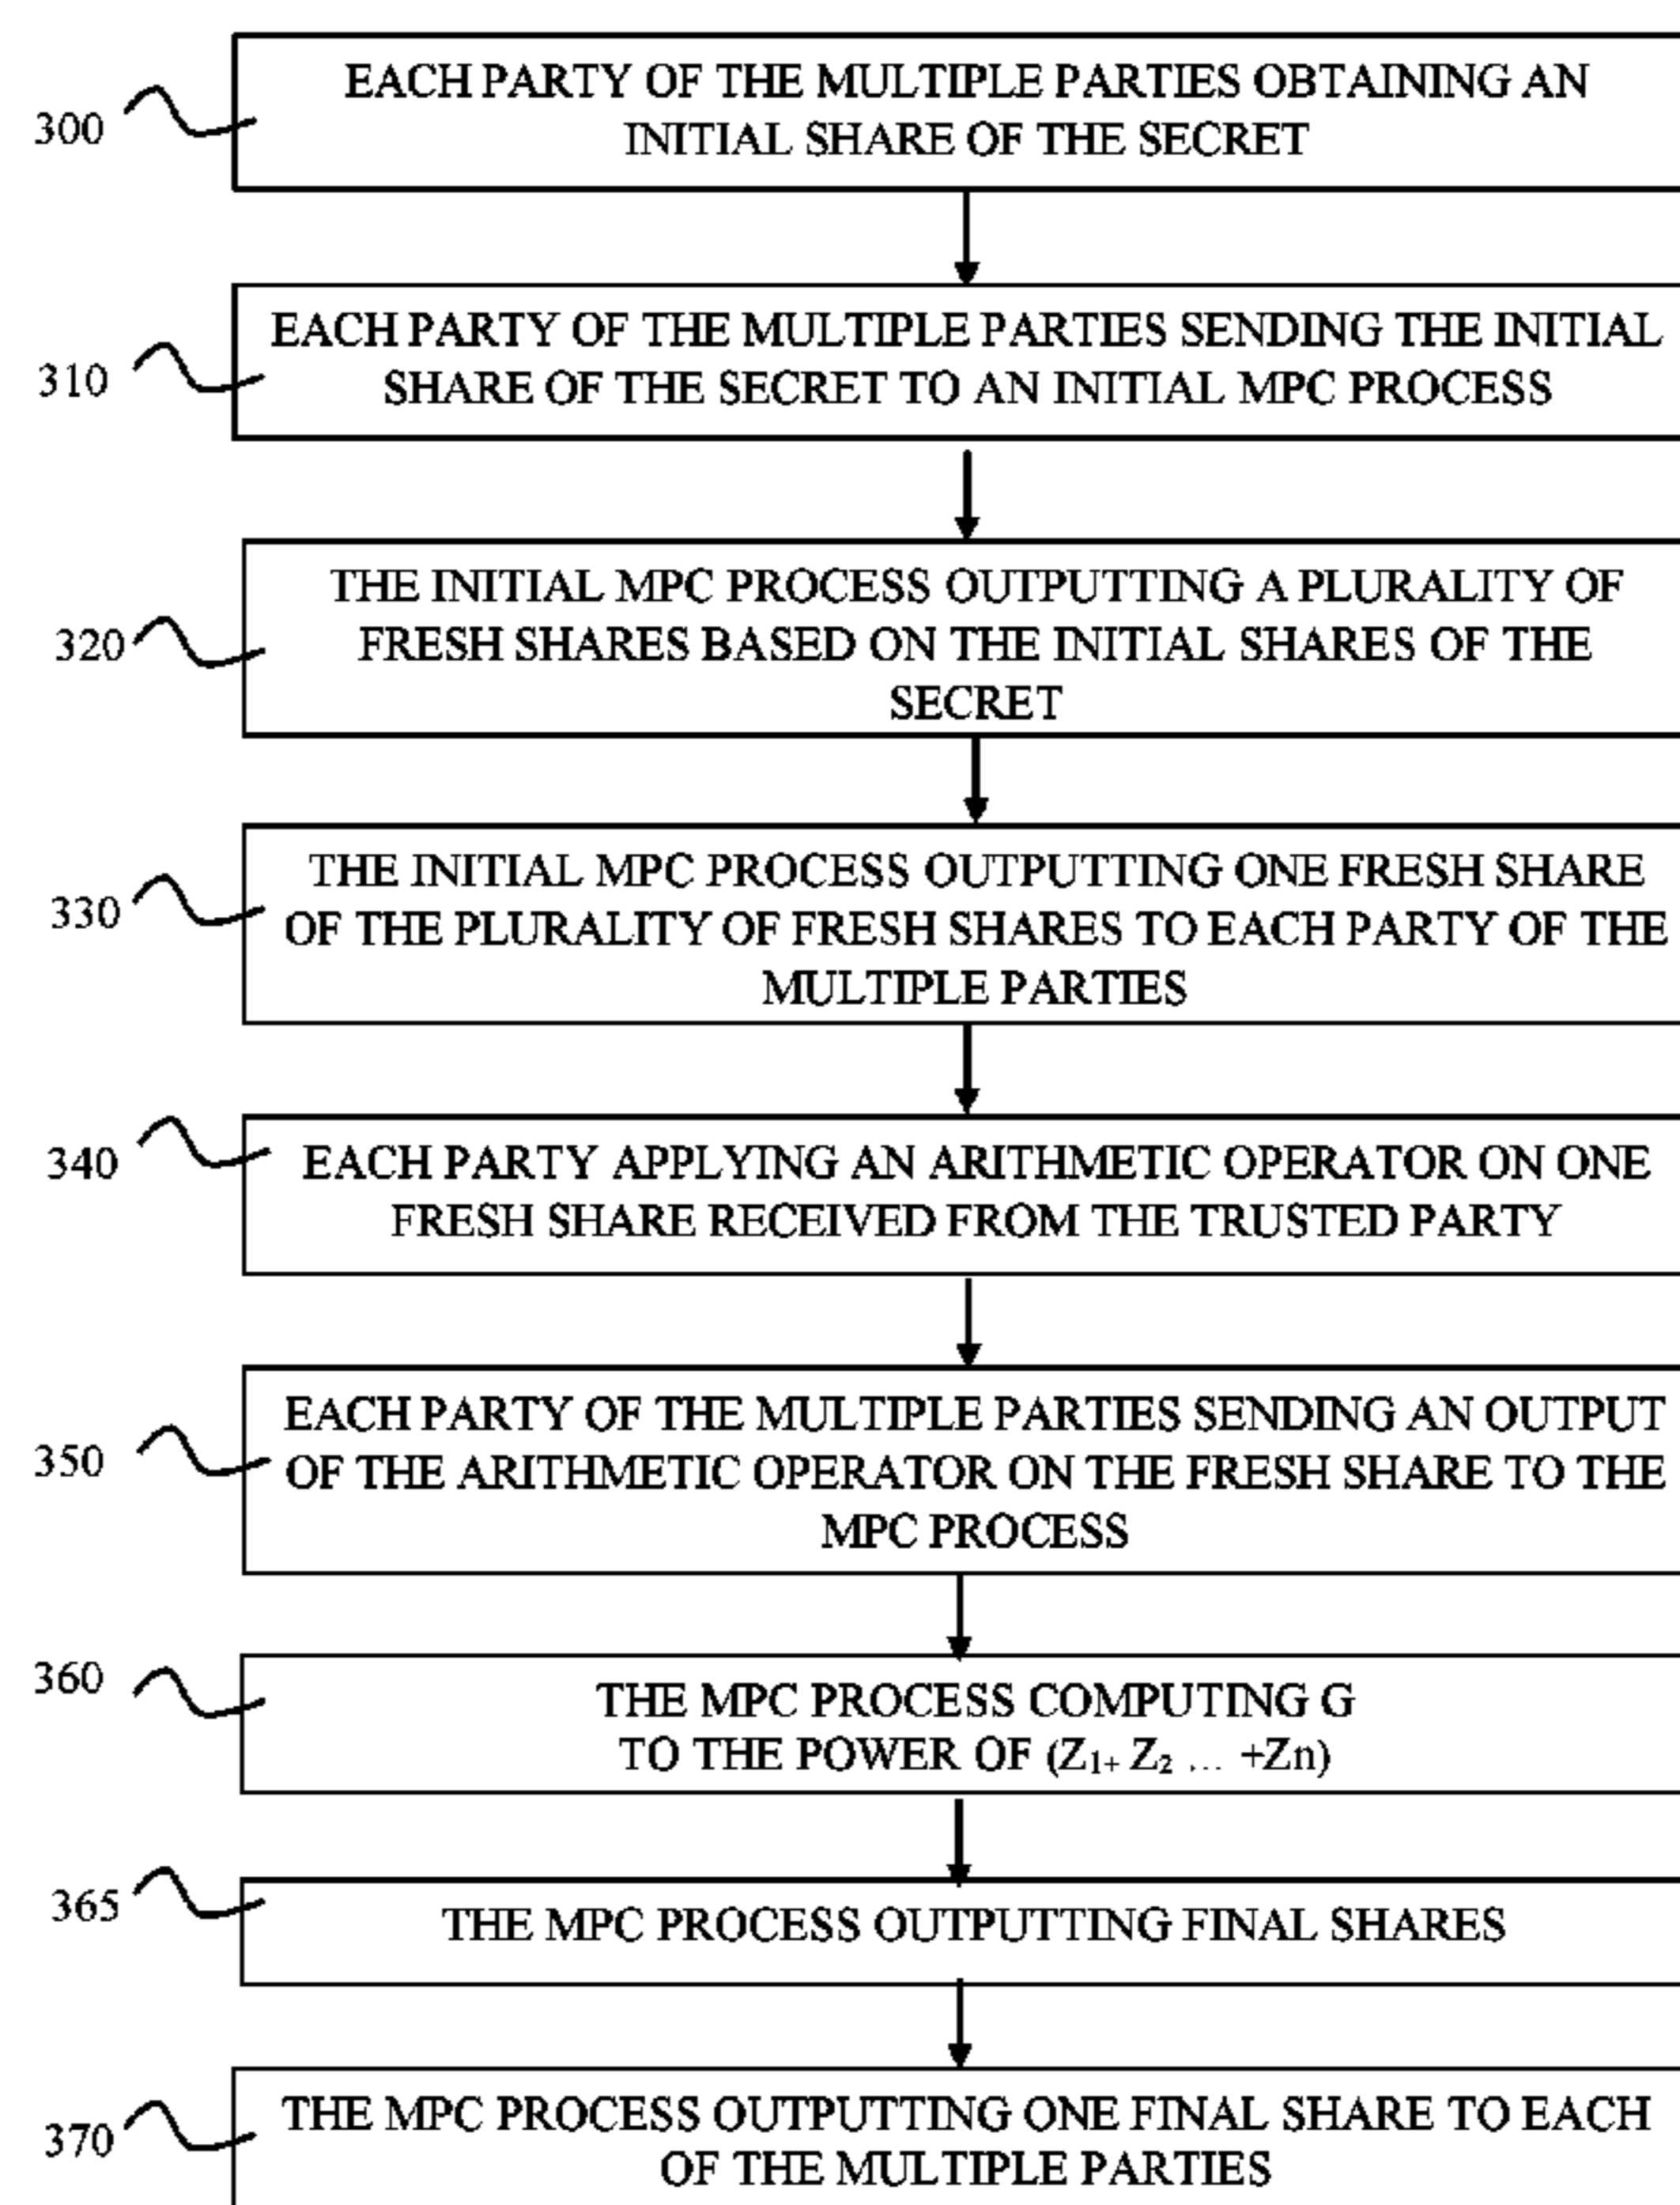 300
EACH PARTY OF THE MULTIPLE PARTIES OBTAINING AN
INITIAL SHARE OF THE SECRET
310
EACH PARTY OF THE MULTIPLE PARTIES SENDING THE INITIAL
SHARE OF THE SECRET TO AN INITIAL MPC PROCESS
320
THE INITIAL MPC PROCESS OUTPUTTING A PLURALITY OF
FRESH SHARES BASED ON THE INITIAL SHARES OF THE
SECRET
330
THE INITIAL MPC PROCESS OUTPUTTING ONE FRESH SHARE
OF THE PLURALITY OF FRESH SHARES TO EACH PARTY OF THE
MULTIPLE PARTIES
340
EACH PARTY APPLYING AN ARITHMETIC OPERATOR ON ONE
FRESH SHARE RECEIVED FROM THE TRUSTED PARTY
350
EACH PARTY OF THE MULTIPLE PARTIES SENDING AN OUTPUT
OF THE ARITHMETIC OPERATOR ON THE FRESH SHARE TO THE
MPC PROCESS
360
THE MPC PROCESS COMPUTING G
TO THE POWER OF (Z₁₊ Z₂ ... +Zn)
365
THE MPC PROCESS OUTPUTTING FINAL SHARES
370
THE MPC PROCESS OUTPUTTING ONE FINAL SHARE TO EACH
OF THE MULTIPLE PARTIES